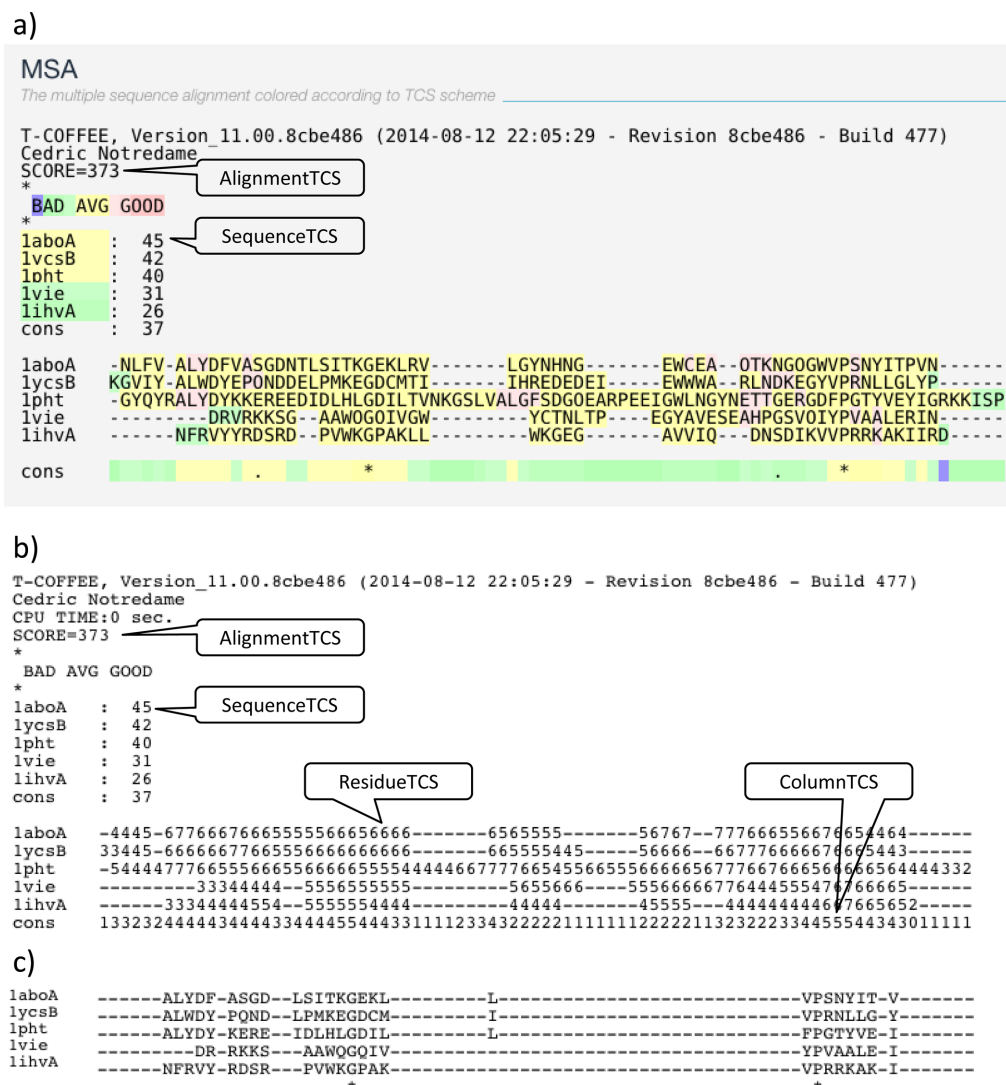 a)
MSA
The multiple sequence alignment colored according to TCS scheme
T-COFFEE, Version_11.00.8cbe486 (2014-08-12 22:05:29 - Revision 8cbe486 - Build 477)
Cedric Notredame
SCORE=373
AlignmentTCS
*
BAD AVG GOOD
*
1aboA : 45
SequenceTCS
1ycsB : 42
1pht : 40
1vie : 31
1ihvA : 26
cons : 37
1aboA -NLFV-ALYDFVASGDNTLSITKGEKLRV-------LGYNHNG-------EWCEA--OTKNGOGWVPSNYITPVN------
1ycsB KGVIY-ALWDYEPONDDELPMKEGDCMTI-------IHREDEDEI-----EWWWA--RLNDKEGYVPRNLLGLYP------
1pht -GYQYRALYDYKKEREEDIDLHLGDILTVNKGSLVALGFSDGOEARPEEIGWLNGYNETTGERGDFPGTYVEYIGRKKISP
1vie ---------DRVRKKSG--AAWOGOIVGW---------YCTNLTP----EGYAVESEAHPGSVOIYPVAALERIN------
1ihvA ------NFRVYYRDSRD--PVWKGPAKLL---------WKGEG-------AVVIQ---DNSDIKVVPRRKAKIIRD-----
cons . * . *
b)
T-COFFEE, Version_11.00.8cbe486 (2014-08-12 22:05:29 - Revision 8cbe486 - Build 477)
Cedric Notredame
CPU TIME:0 sec.
SCORE=373
AlignmentTCS
*
BAD AVG GOOD
*
1aboA : 45
SequenceTCS
1ycsB : 42
1pht : 40
1vie : 31
1ihvA : 26
cons : 37
ResidueTCS
ColumnTCS
1aboA -4445-67766676665555566656666-------6565555-------56767--777666556676654464------
1ycsB 33445-66666677666656666666666-------665555445-----56666--667776666676665443------
1pht -54444777665556665566666655554444446677776654556655566666567776676665666666564444332
1vie ---------33344444--5556555555---------5655666----55566666677644455547676665------
1ihvA ------33344444554--5555554444---------44444-------45555---444444444667665652-----
cons 133232444443444433444445544433111123343222221111111122222211323222334455544343011111
c)
1aboA ------ALYDF-ASGD--LSITKGEKL---------L----------------------------VPSNYIT-V-------
1ycsB ------ALWDY-PQND--LPMKEGDCM---------I----------------------------VPRNLLG-Y-------
1pht ------ALYDY-KERE--IDLHLGDIL---------L----------------------------FPGTYVE-I-------
1vie ---------DR-RKKS---AAWQGQIV--------------------------------------YPVAALE-I-------
1ihvA ------NFRVY-RDSR---PVWKGPAK--------------------------------------VPRRKAK-I-------
* *